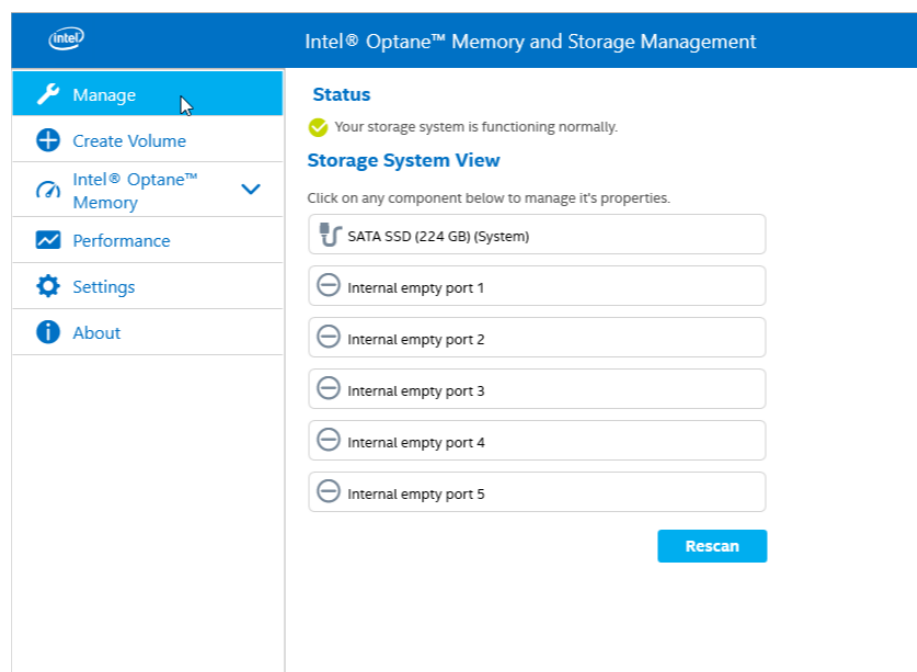 intel
Intel® Optane™ Memory and Storage Management
Manage
Create Volume
Intel® Optane™
Memory
Performance
Settings
About
Status
Your storage system is functioning normally.
Storage System View
Click on any component below to manage it's properties.
SATA SSD (224 GB) (System)
Internal empty port 1
Internal empty port 2
Internal empty port 3
Internal empty port 4
Internal empty port 5
Rescan